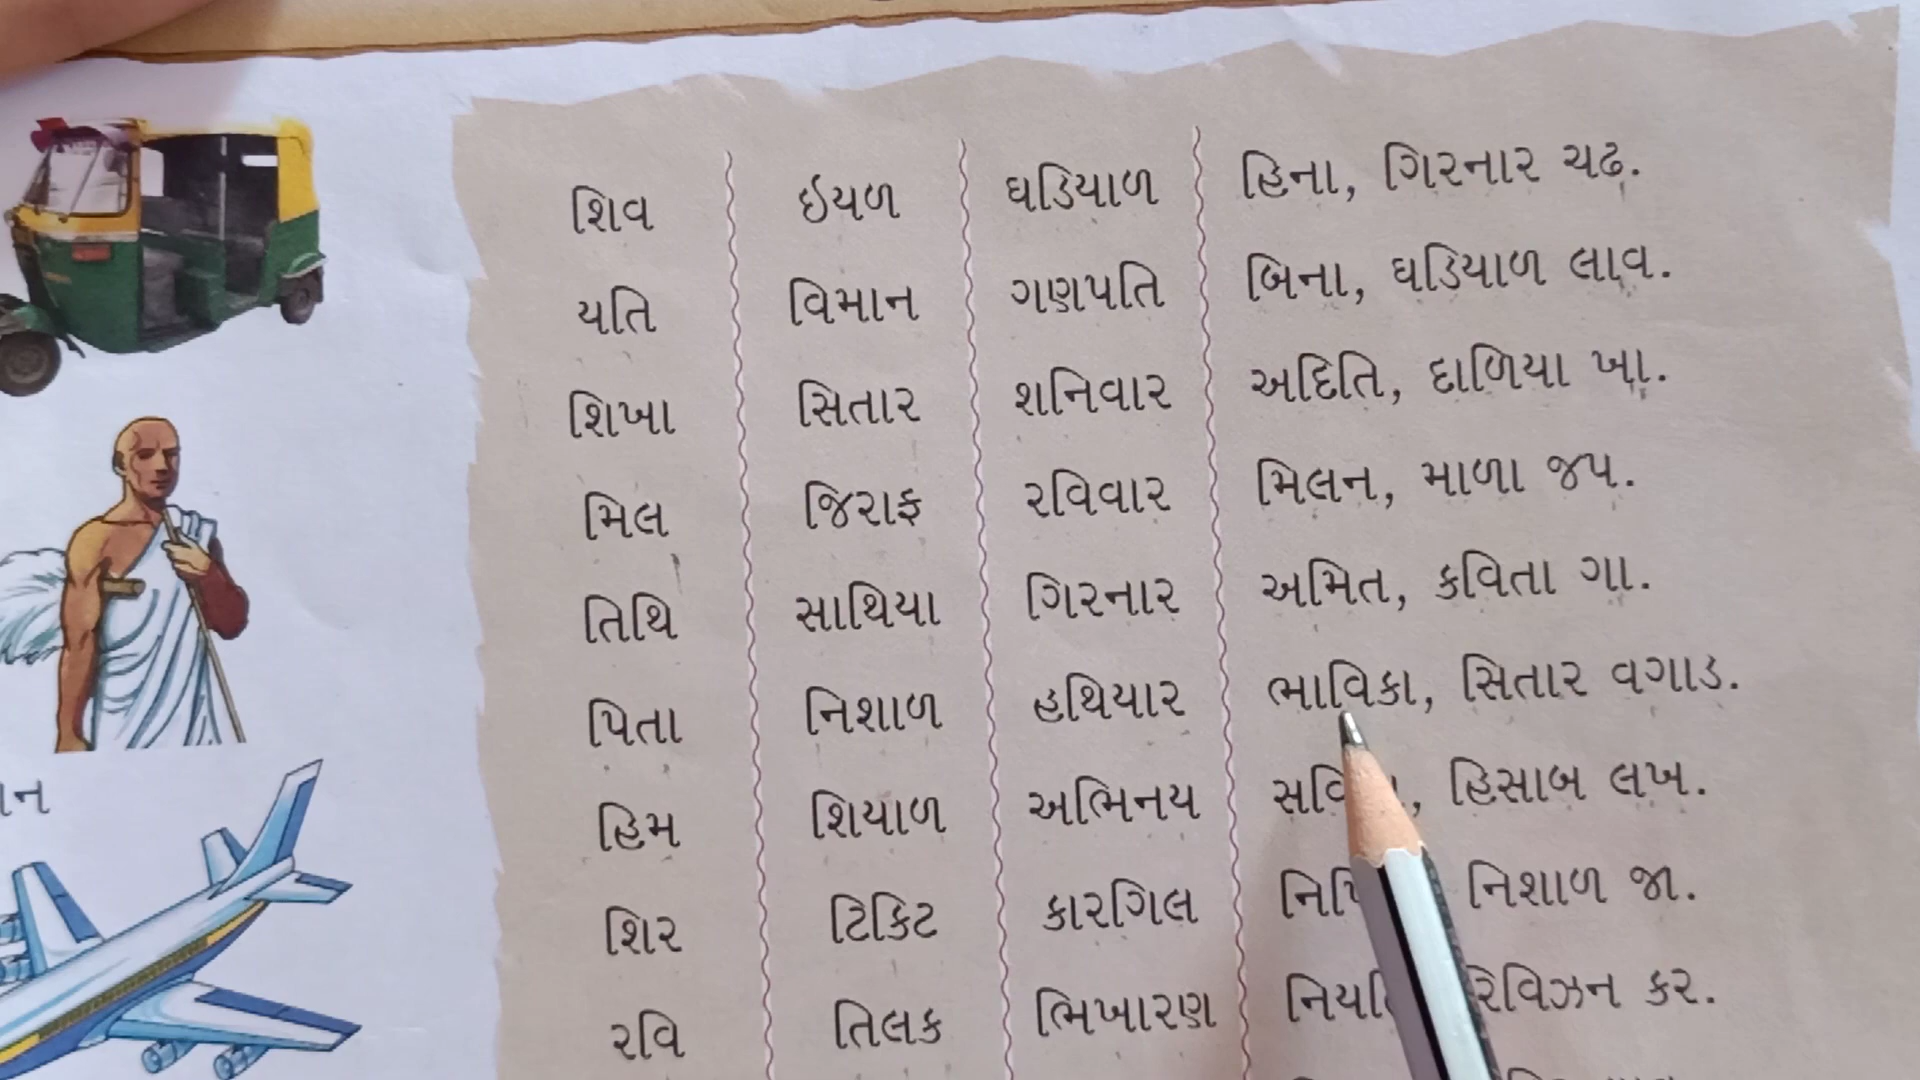 શિવ ઇયળ ઘડિયાળ હિના, ગિરનાર ચઢ.
યતિ વિમાન ગણપતિ બિના, ઘડિયાળ લાવ.
શિખા સિતાર શનિવાર અદિતિ, દાળિયા ખા.
મિલ જિરાફ રવિવાર મિલન, માળા જપ.
તિથિ સાથિયા ગિરનાર અમિત, કવિતા ગા.
પિતા નિશાળ હથિયાર ભાવિકા, સિતાર વગાડ.
હિમ શિયાળ અભિનય હિસાબ લખ.
શિર ટિકિટ કારગિલ નિશાળ જા.
રવિ તિલક ભિખારણ રિવિઝન કર.